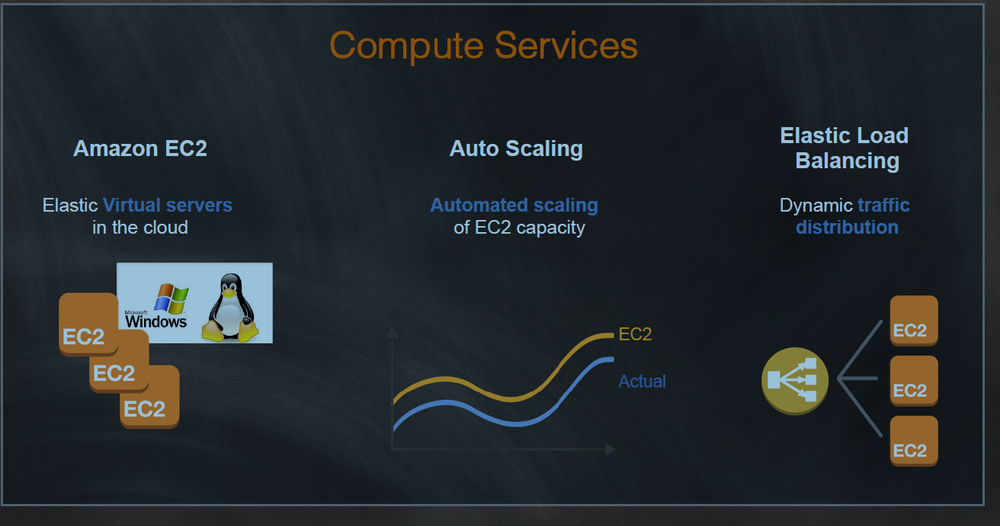 Compute Services
Amazon EC2
Elastic Virtual servers
in the cloud
Microsoft
Windows
EC2
EC2
EC2
Auto Scaling
Automated scaling
of EC2 capacity
EC2
Actual
Elastic Load
Balancing
Dynamic traffic
distribution
EC2
EC2
EC2